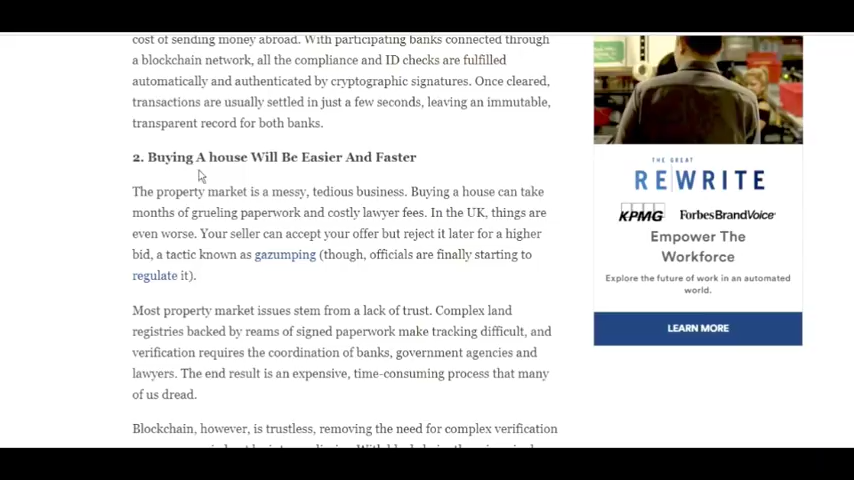 cost of sending money abroad. With participating banks connected through
a blockchain network, all the compliance and ID checks are fulfilled
automatically and authenticated by cryptographic signatures. Once cleared,
transactions are usually settled in just a few seconds, leaving an immutable,
transparent record for both banks.
2. Buying A house Will Be Easier And Faster
The property market is a messy, tedious business. Buying a house can take
months of grueling paperwork and costly lawyer fees. In the UK, things are
even worse. Your seller can accept your offer but reject it later for a higher
bid, a tactic known as gazumping (though, officials are finally starting to
regulate it).
Most property market issues stem from a lack of trust. Complex land
registries backed by reams of signed paperwork make tracking difficult, and
verification requires the coordination of banks, government agencies and
lawyers. The end result is an expensive, time-consuming process that many
of us dread.
Blockchain, however, is trustless, removing the need for complex verification
THE GREAT
REWRITE
KPMG ForbesBrandVoice
Empower The
Workforce
Explore the future of work in an automated
world.
LEARN MORE